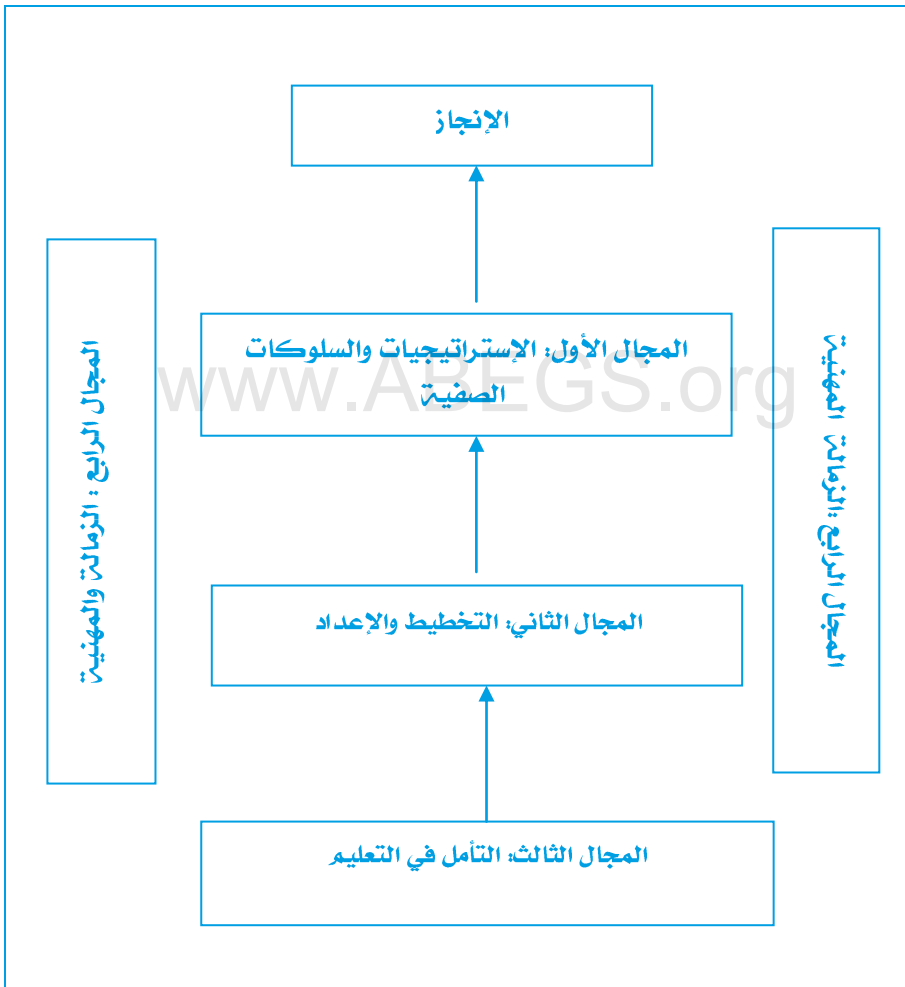 الإنجاز
المجال الأول: الإستراتيجيات والسلوكات
الصفية
www.ABEGS.org
المجال الرابع :الزمالة المهنية
المجال الرابع : الزمالة والمهنية
المجال الثاني: التخطيط والإعداد
المجال الثالث: التأمل في التعليم